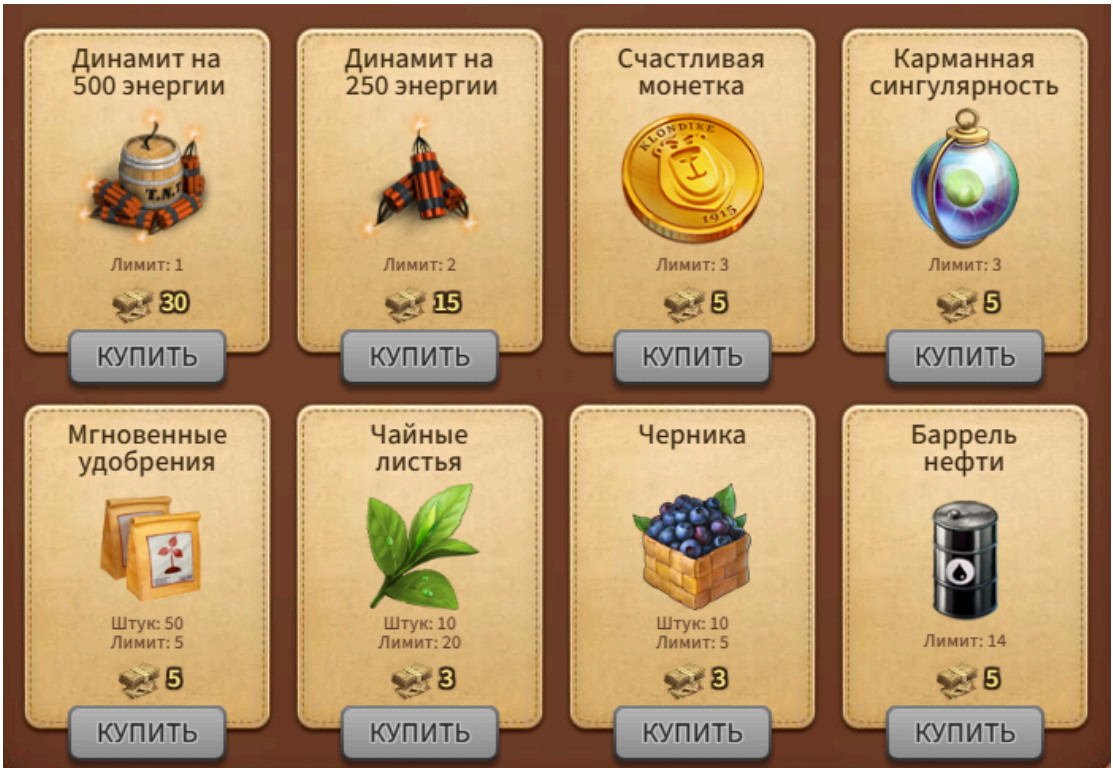 Динамит на
500 энергии
T.N.T
Лимит: 1
30
КУПИТЬ
Динамит на
250 энергии
Лимит: 2
15
КУПИТЬ
Счастливая
монетка
KLONDIKE
1915
Лимит: 3
5
КУПИТЬ
Карманная
сингулярность
Лимит: 3
5
КУПИТЬ
Мгновенные
удобрения
Штук: 50
Лимит: 5
5
КУПИТЬ
Чайные
листья
Штук: 10
Лимит: 20
3
КУПИТЬ
Черника
Штук: 10
Лимит: 5
3
КУПИТЬ
Баррель
нефти
Лимит: 14
5
КУПИТЬ